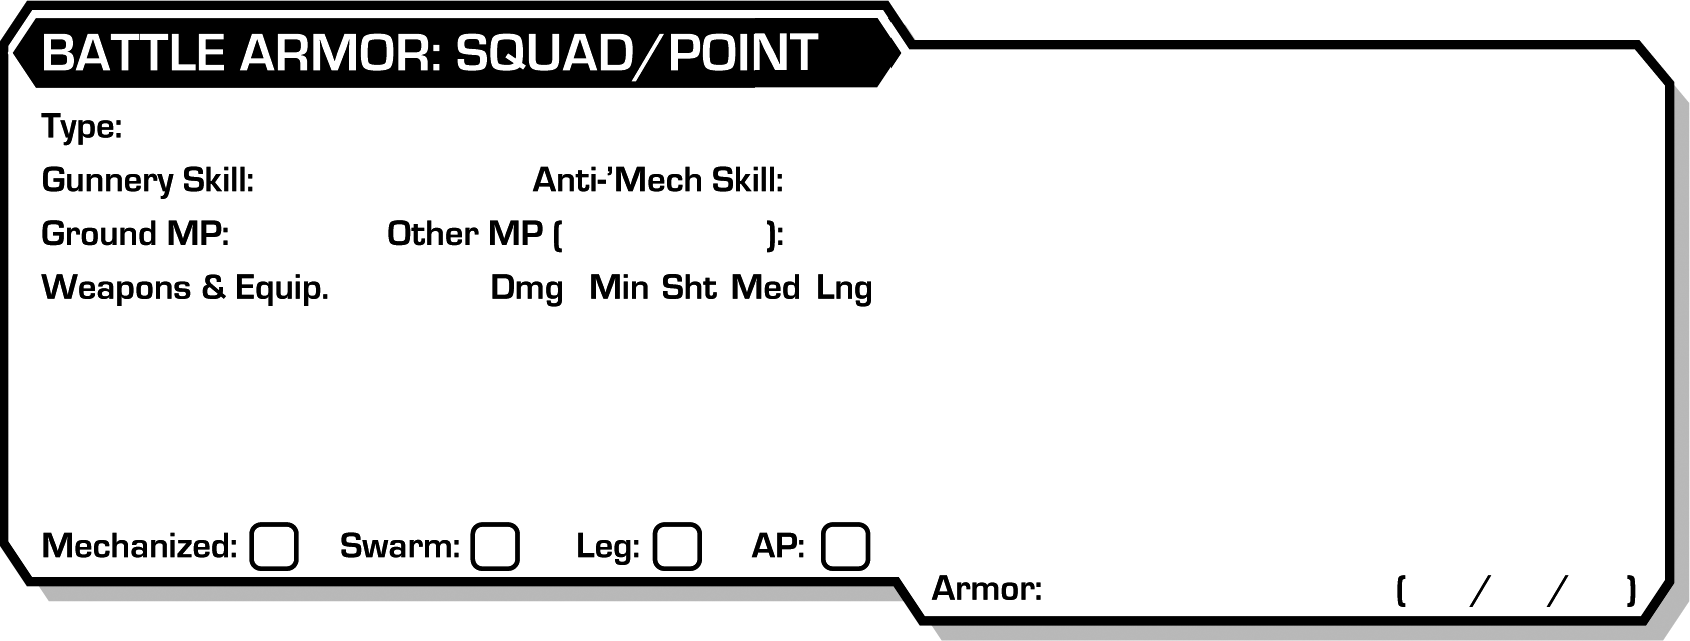 BATTLE ARMOR: SQUAD/POINT
Type:
Gunnery Skill: Anti-'Mech Skill:
Ground MP: Other MP ( ):
Weapons & Equip. Dmg Min Sht Med Lng
Mechanized: Swarm: Leg: AP:
Armor: ( / / )